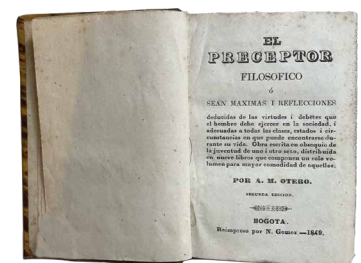 EL
PRECEPTOR
FILOSOFICO
ó
SEAN MAXIMAS I REFLECCIONES
deducidas de las virtudes i deberes que
el hombre debe ejercer en la sociedad, i
adecuadas a todas las clases, estados i cir-
cunstancias en que puede encontrarse du-
rante su vida. Obra escrita en obsequio de
la juventud de uno i otro sexo, distribuida
en nueve libros que componen un solo vo-
lumen para mayor comodidad de aquellos.
POR A. M. OTERO.
SEGUNDA EDICION.
BOGOTA.
Reimpreso por N. Gomez —1849.